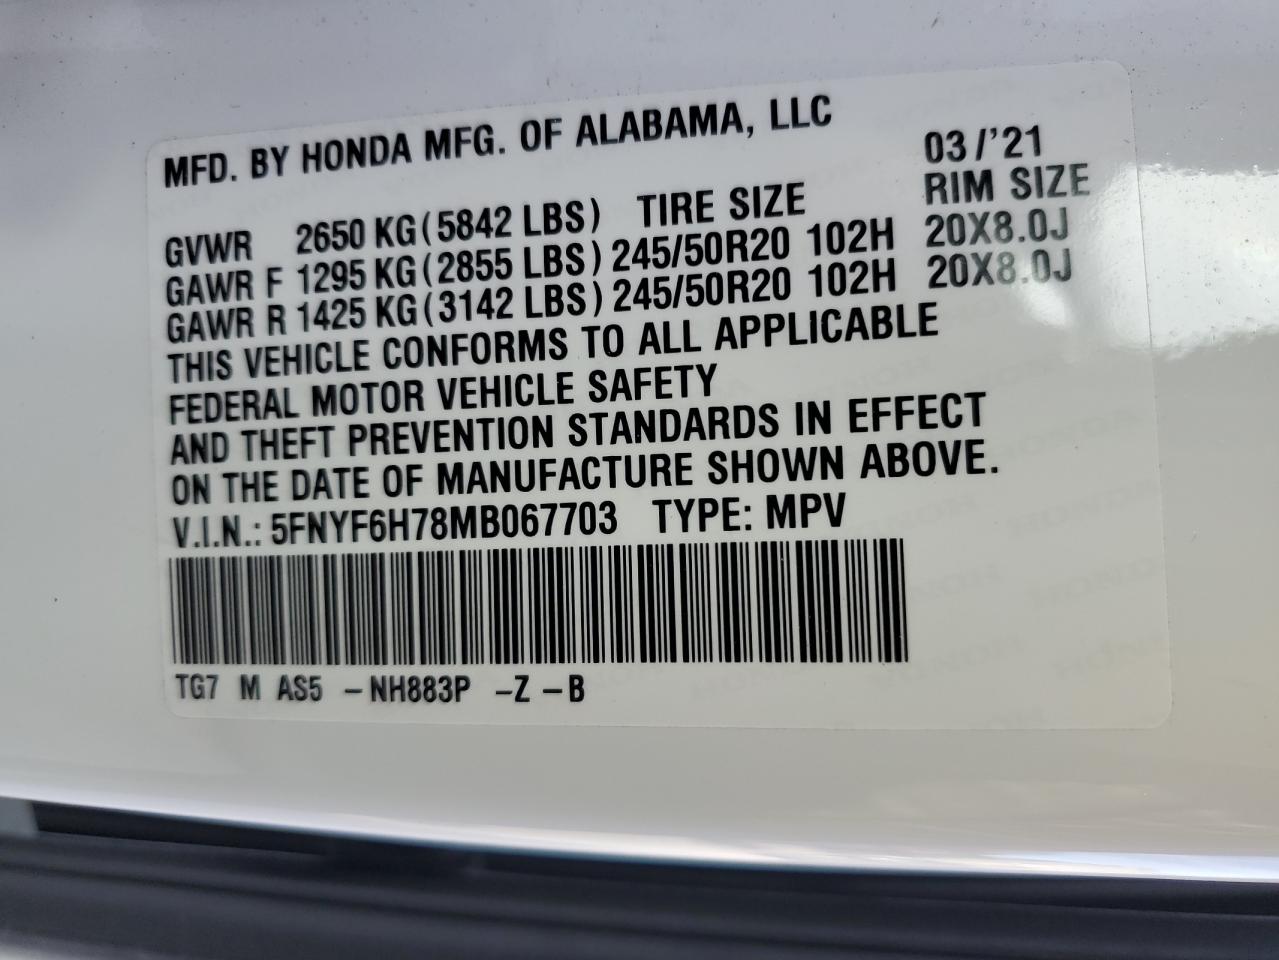 MFD. BY HONDA MFG. OF ALABAMA, LLC 03/'21
TIRE SIZE RIM SIZE
GVWR 2650 KG(5842 LBS)
GAWR F 1295 KG(2855 LBS) 245/50R20 102H 20X8.0J
GAWR R 1425 KG(3142 LBS) 245/50R20 102H 20X8.0J
THIS VEHICLE CONFORMS TO ALL APPLICABLE
FEDERAL MOTOR VEHICLE SAFETY
AND THEFT PREVENTION STANDARDS IN EFFECT
ON THE DATE OF MANUFACTURE SHOWN ABOVE.
V.I.N.: 5FNYF6H78MB067703 TYPE: MPV
TG7 M AS5 -NH883P -Z -B